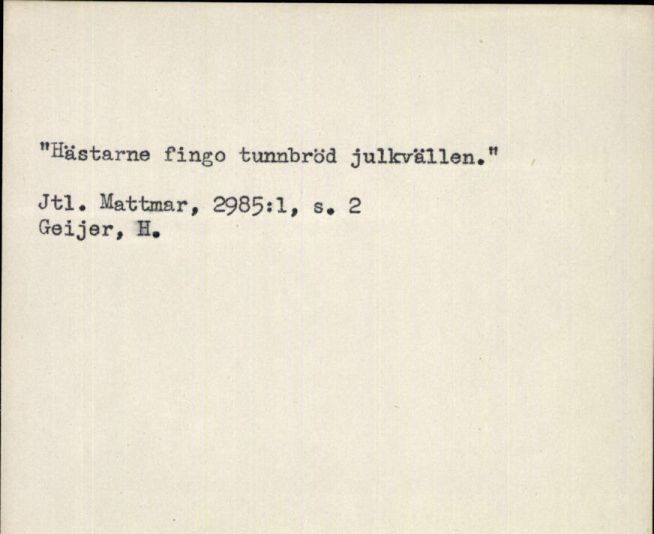 "Hästarne fingo tunnbröd julkvällen."
Jtl. Mattmar, 2985:1, s. 2
Geijer, H.